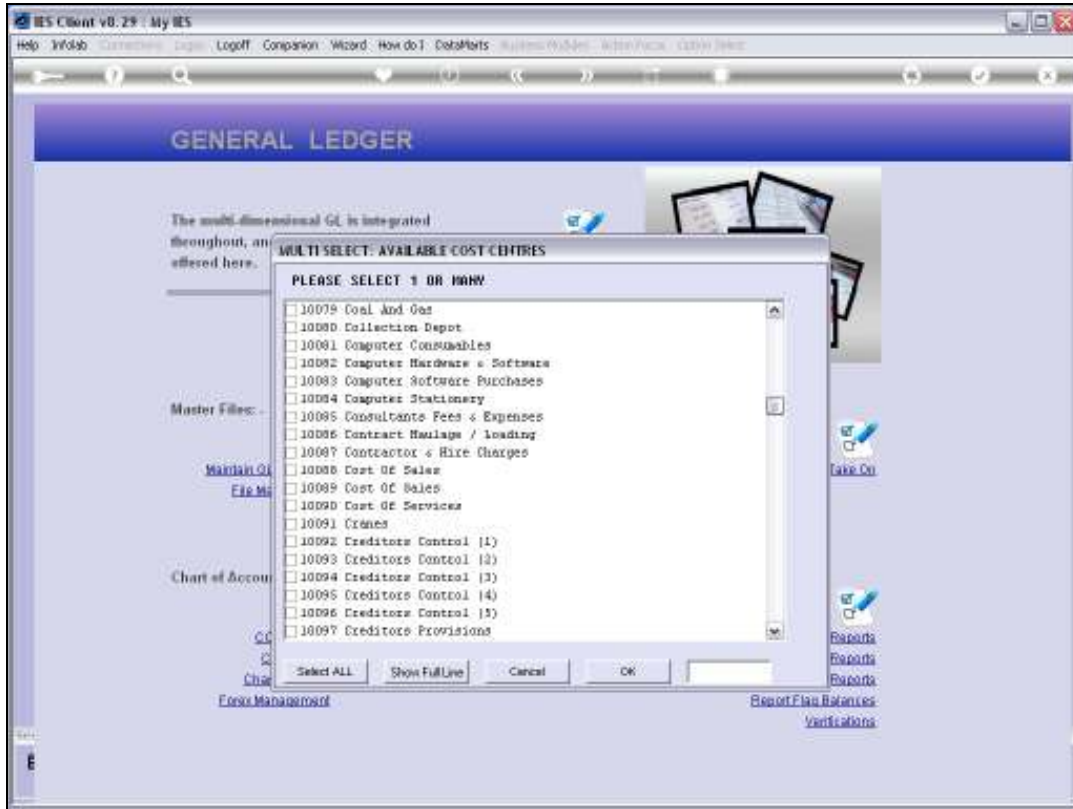 IES Client v8.29 : My IES
Help Infolab Logoff Companion Wizard How do I DataMarts
GENERAL LEDGER
The multi-dimensional GL is integrated
throughout, an
offered here.
MULTI SELECT: AVAILABLE COST CENTRES
PLEASE SELECT 1 OR MANY
10079 Coal And Gas
10080 Collection Depot
10081 Computer Consumables
10082 Computer Hardware & Software
10083 Computer Software Purchases
10084 Computer Stationery
10085 Consultants Fees & Expenses
10086 Contract Haulage / Loading
10087 Contractor & Hire Charges
10088 Cost Of Sales
10089 Cost Of Sales
10090 Cost Of Services
10091 Cranes
10092 Creditors Control (1)
10093 Creditors Control (2)
10094 Creditors Control (3)
10095 Creditors Control (4)
10096 Creditors Control (5)
10097 Creditors Provisions
Select ALL Show Full Line Cancel OK
Master Files: .
Maintain Gl
Take On
File Ma
Chart of Accou
Reports
Reports
Char
Reports
Forex Management
Report Flag Balances
Verifications